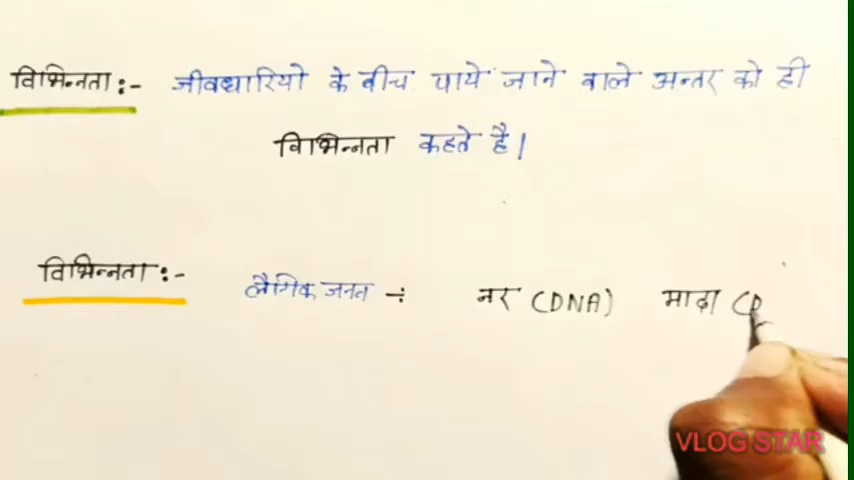 विभिन्नता :- जीवधारियो के बीच पाये जाने वाले अन्तर को ही
विभिन्नता कहते है।
विभिन्नता :- लैगिक जनन -: नर (DNA) मादा (D
VLOG STAR